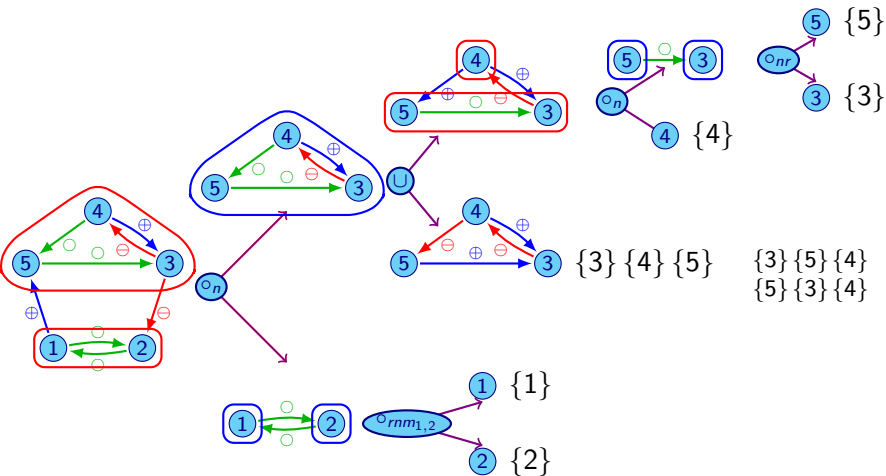 5 {5}
4 ○ 5 3 ○nr
⊕ ○n
5 ⊕ ○ ⊖ 3 3 {3}
4 4 {4}
○ ⊕
5 ○ ⊖ 3 ∪
4 4
○ ⊕ ⊖ ⊕
5 ○ ⊖ 3 5 ⊕ ⊖ 3 {3} {4} {5} {3} {5} {4}
○n {5} {3} {4}
⊕ ⊖
○
1 2
○
1 {1}
○
1 2 ○rnm1,2
○
2 {2}